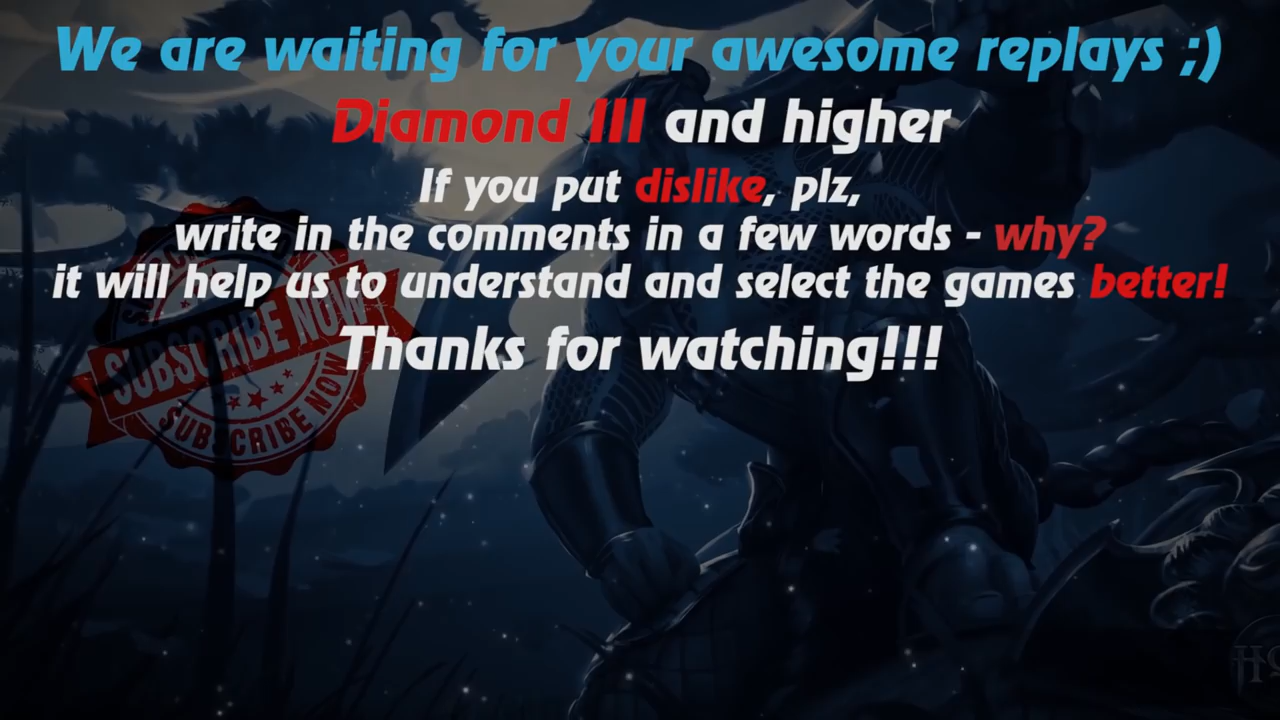 We are waiting for your awesome replays ;)
Diamond III and higher
If you put dislike, plz,
write in the comments in a few words - why?
it will help us to understand and select the games better!
SUBSCRIBE NOW
Thanks for watching!!!
SUBSCRIBE NOW